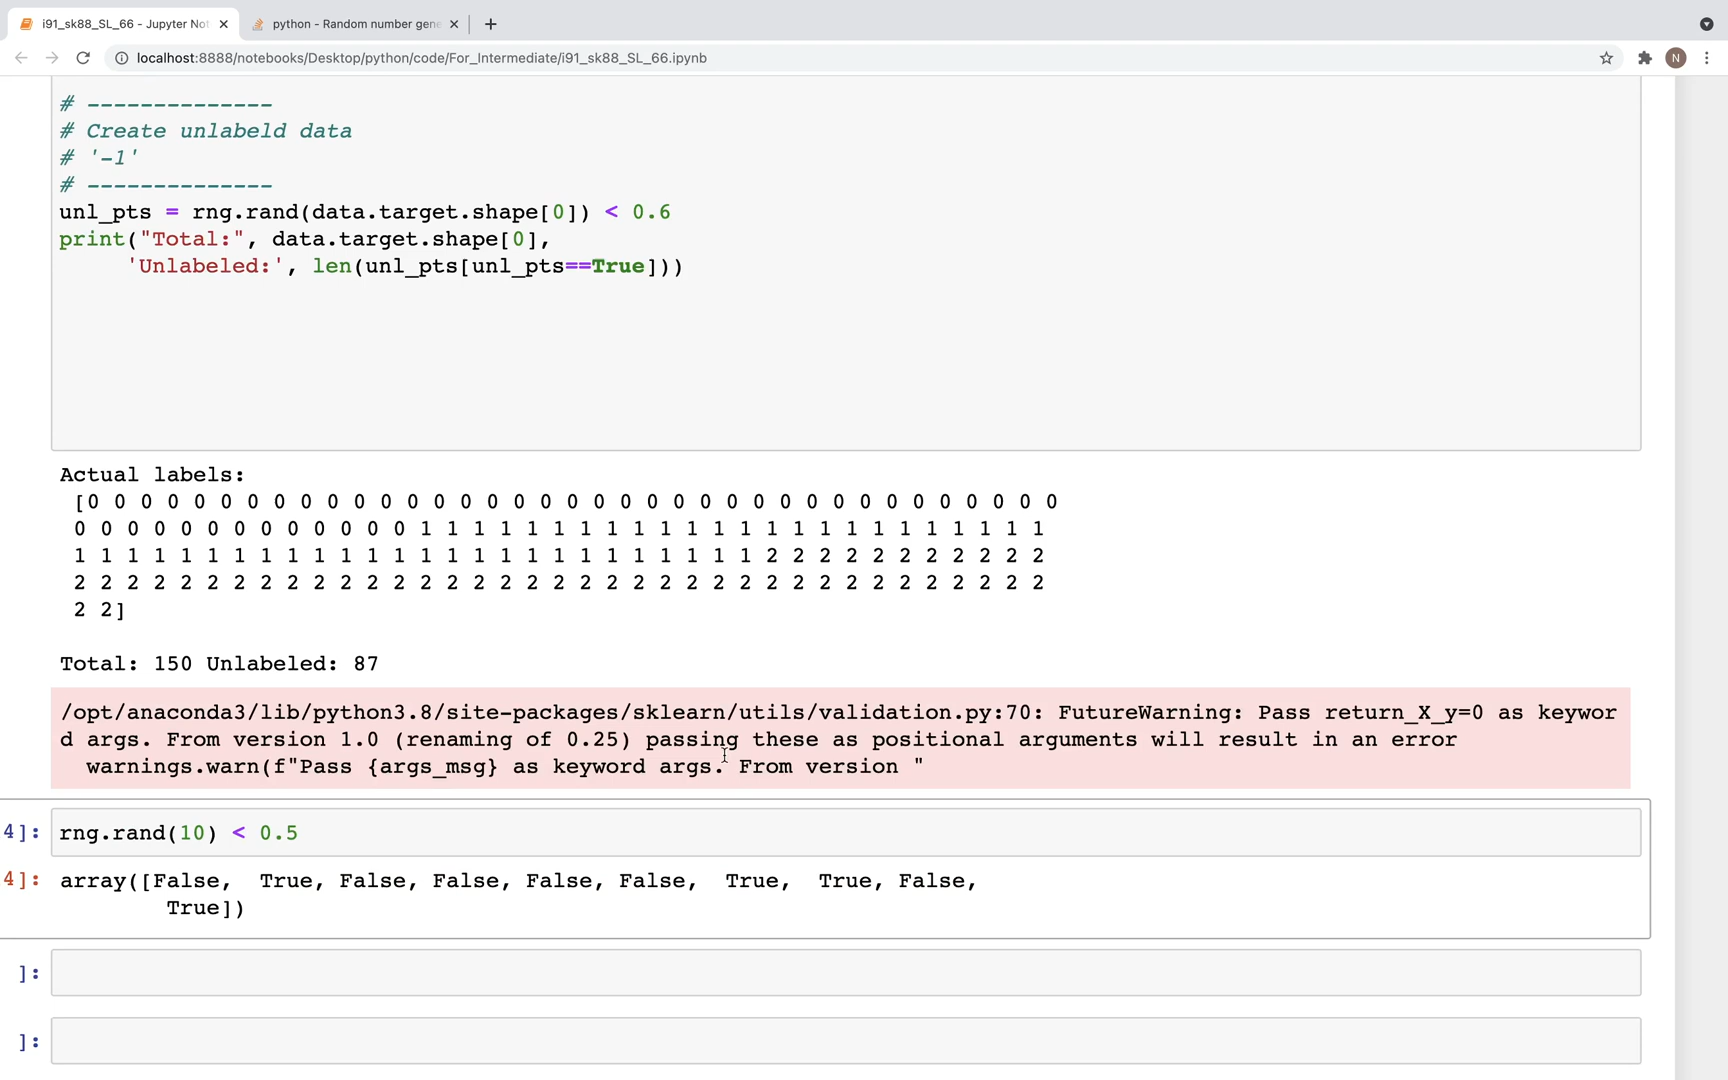 i91_sk88_SL_66 - Jupyter Not
python - Random number gene
localhost:8888/notebooks/Desktop/python/code/For_Intermediate/i91_sk88_SL_66.ipynb
N
# --------------
# Create unlabeld data
# '-1'
# --------------
unl_pts = rng.rand(data.target.shape[0]) < 0.6
print("Total:", data.target.shape[0],
'Unlabeled:', len(unl_pts[unl_pts==True]))
Actual labels:
[0 0 0 0 0 0 0 0 0 0 0 0 0 0 0 0 0 0 0 0 0 0 0 0 0 0 0 0 0 0 0 0 0 0 0 0 0
0 0 0 0 0 0 0 0 0 0 0 0 0 1 1 1 1 1 1 1 1 1 1 1 1 1 1 1 1 1 1 1 1 1 1 1 1
1 1 1 1 1 1 1 1 1 1 1 1 1 1 1 1 1 1 1 1 1 1 1 1 1 1 2 2 2 2 2 2 2 2 2 2 2
2 2 2 2 2 2 2 2 2 2 2 2 2 2 2 2 2 2 2 2 2 2 2 2 2 2 2 2 2 2 2 2 2 2 2 2 2
2 2]
Total: 150 Unlabeled: 87
/opt/anaconda3/lib/python3.8/site-packages/sklearn/utils/validation.py:70: FutureWarning: Pass return_X_y=0 as keywor
d args. From version 1.0 (renaming of 0.25) passing these as positional arguments will result in an error
warnings.warn(f"Pass {args_msg} as keyword args. From version "
4]: rng.rand(10) < 0.5
4]: array([False, True, False, False, False, False, True, True, False,
True])
]:
]: